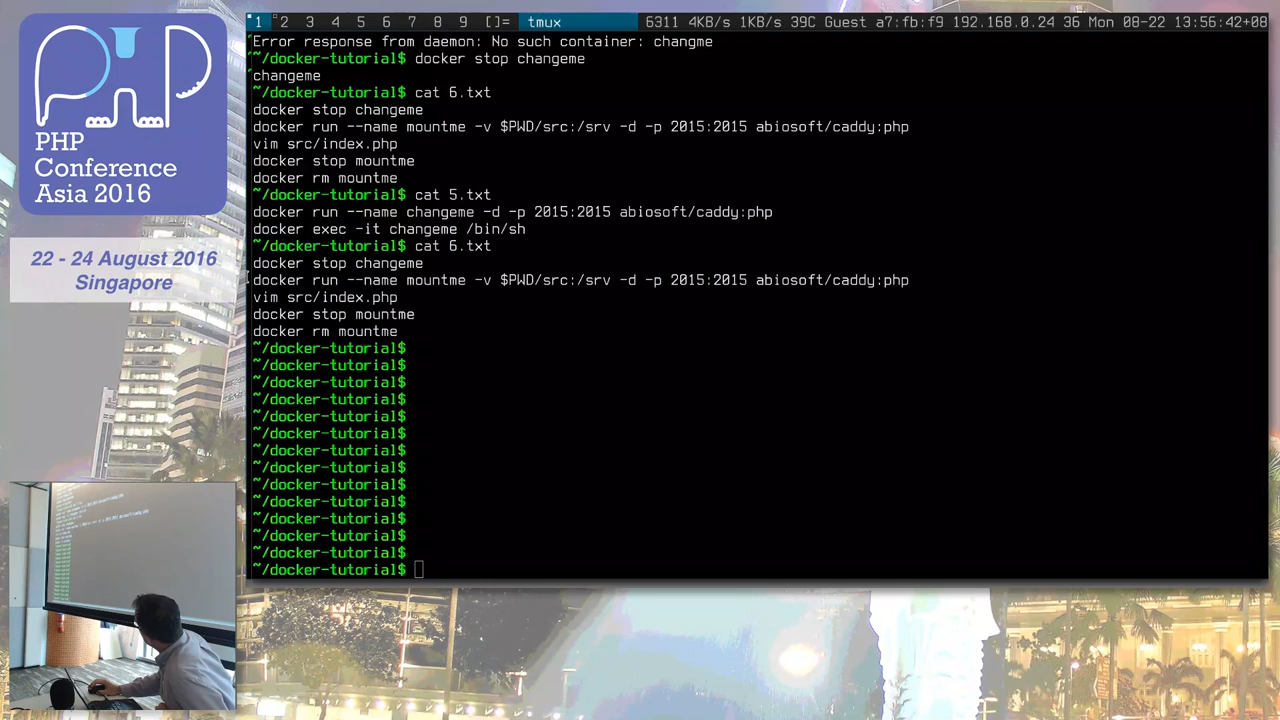 PHP
Conference
Asia 2016
22 - 24 August 2016
Singapore
1 2 3 4 5 6 7 8 9 []= tmux 6311 4KB/s 1KB/s 39C Guest a7:fb:f9 192.168.0.24 36 Mon 08-22 13:56:42+08
Error response from daemon: No such container: changme
~/docker-tutorial$ docker stop changeme
changeme
~/docker-tutorial$ cat 6.txt
docker stop changeme
docker run --name mountme -v $PWD/src:/srv -d -p 2015:2015 abiosoft/caddy:php
vim src/index.php
docker stop mountme
docker rm mountme
~/docker-tutorial$ cat 5.txt
docker run --name changeme -d -p 2015:2015 abiosoft/caddy:php
docker exec -it changeme /bin/sh
~/docker-tutorial$ cat 6.txt
docker stop changeme
docker run --name mountme -v $PWD/src:/srv -d -p 2015:2015 abiosoft/caddy:php
vim src/index.php
docker stop mountme
docker rm mountme
~/docker-tutorial$
~/docker-tutorial$
~/docker-tutorial$
~/docker-tutorial$
~/docker-tutorial$
~/docker-tutorial$
~/docker-tutorial$
~/docker-tutorial$
~/docker-tutorial$
~/docker-tutorial$
~/docker-tutorial$
~/docker-tutorial$
~/docker-tutorial$
~/docker-tutorial$